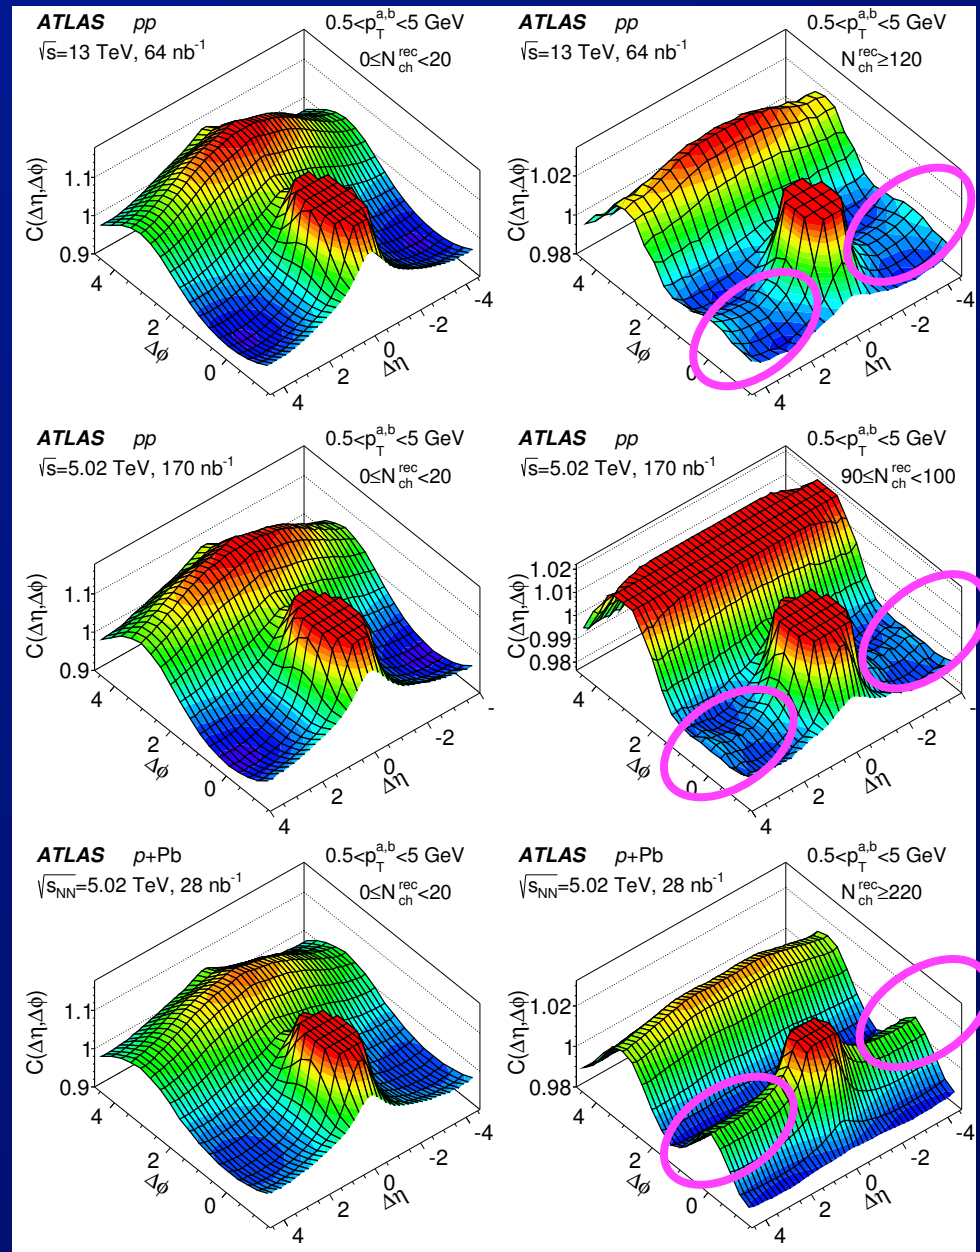 ATLAS pp 0.5<p_T^{a,b}<5 GeV
√s=13 TeV, 64 nb⁻¹ 0≤N_ch^rec<20
C(Δη,Δϕ)
1.1
1
0.9
4
2
0
Δϕ
4
2
0
-2
-4
Δη
ATLAS pp 0.5<p_T^{a,b}<5 GeV
√s=13 TeV, 64 nb⁻¹ N_ch^rec≥120
C(Δη,Δϕ)
1.02
1
0.98
4
2
0
Δϕ
4
2
0
-2
-4
Δη
ATLAS pp 0.5<p_T^{a,b}<5 GeV
√s=5.02 TeV, 170 nb⁻¹ 0≤N_ch^rec<20
C(Δη,Δϕ)
1.1
1
0.9
4
2
0
Δϕ
4
2
0
-2
-
Δη
ATLAS pp 0.5<p_T^{a,b}<5 GeV
√s=5.02 TeV, 170 nb⁻¹ 90≤N_ch^rec<100
C(Δη,Δϕ)
1.02
1.01
1
0.99
0.98
4
2
0
Δϕ
4
2
0
-2
-
Δη
ATLAS p+Pb 0.5<p_T^{a,b}<5 GeV
√s_NN=5.02 TeV, 28 nb⁻¹ 0≤N_ch^rec<20
C(Δη,Δϕ)
1.1
1
0.9
4
2
0
Δϕ
4
2
0
-2
-4
Δη
ATLAS p+Pb 0.5<p_T^{a,b}<5 GeV
√s_NN=5.02 TeV, 28 nb⁻¹ N_ch^rec≥220
C(Δη,Δϕ)
1.02
1
0.98
4
2
0
Δϕ
4
2
0
-2
-4
Δη